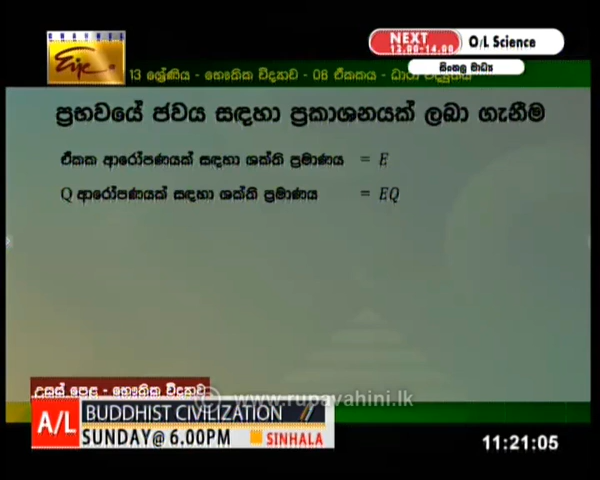 CHANNEL
NEXT
13.00-14.00
O/L Science
සිංහල මාධ්‍ය
13 ශ්‍රේණිය - භෞතික විද්‍යාව - 08 ඒකකය - ධාරා
ප්‍රභවයේ ජවය සඳහා ප්‍රකාශනයක් ලබා ගැනීම
ඒකක ආරෝපණයක් සඳහා ශක්ති ප්‍රමාණය = E
Q ආරෝපණයක් සඳහා ශක්ති ප්‍රමාණය = EQ
උසස් පෙළ - භෞතික විද්‍යාව
www.rupavahini.lk
A/L
BUDDHIST CIVILIZATION
SUNDAY@ 6.00PM
SINHALA
11:21:05